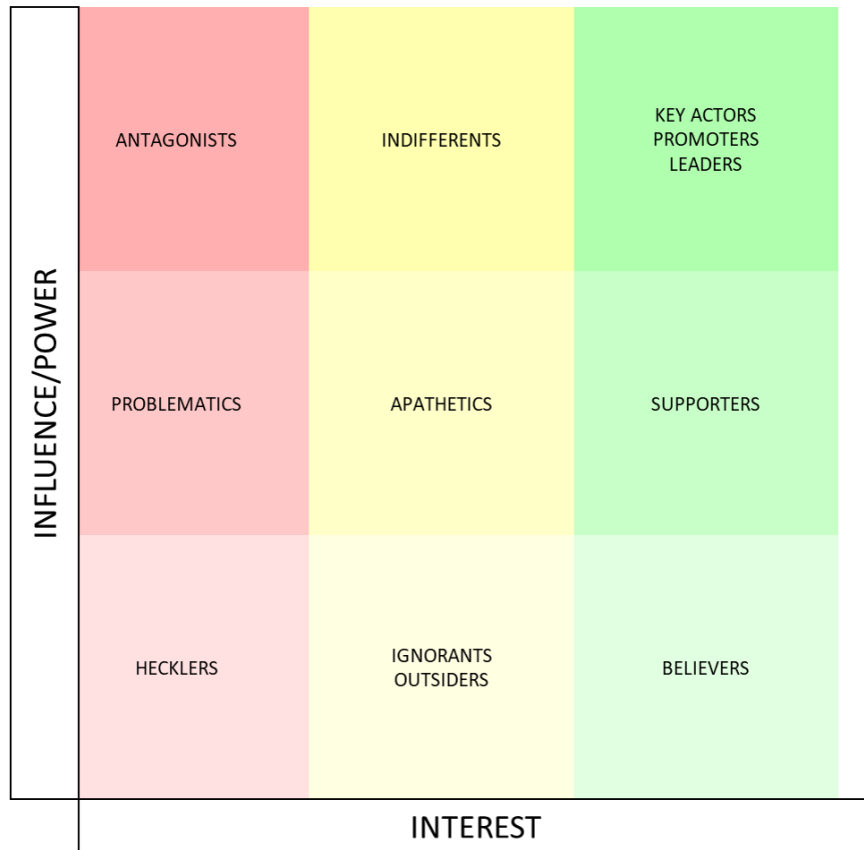 ANTAGONISTS
INDIFFERENTS
KEY ACTORS
PROMOTERS
LEADERS
INFLUENCE/POWER
PROBLEMATICS
APATHETICS
SUPPORTERS
HECKLERS
IGNORANTS
OUTSIDERS
BELIEVERS
INTEREST